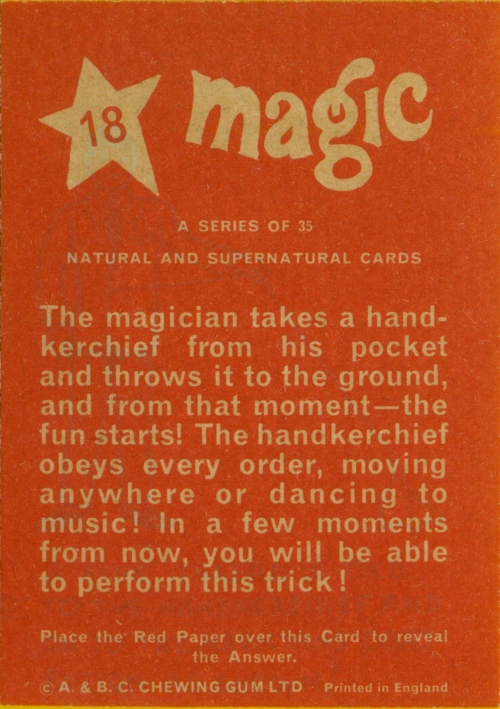 18
magic
A SERIES OF 35
NATURAL AND SUPERNATURAL CARDS
The magician takes a hand-
kerchief from his pocket
and throws it to the ground,
and from that moment—the
fun starts! The handkerchief
obeys every order, moving
anywhere or dancing to
music! In a few moments
from now, you will be able
to perform this trick!
Place the Red Paper over this Card to reveal
the Answer.
© A. & B. C. CHEWING GUM LTD Printed in England